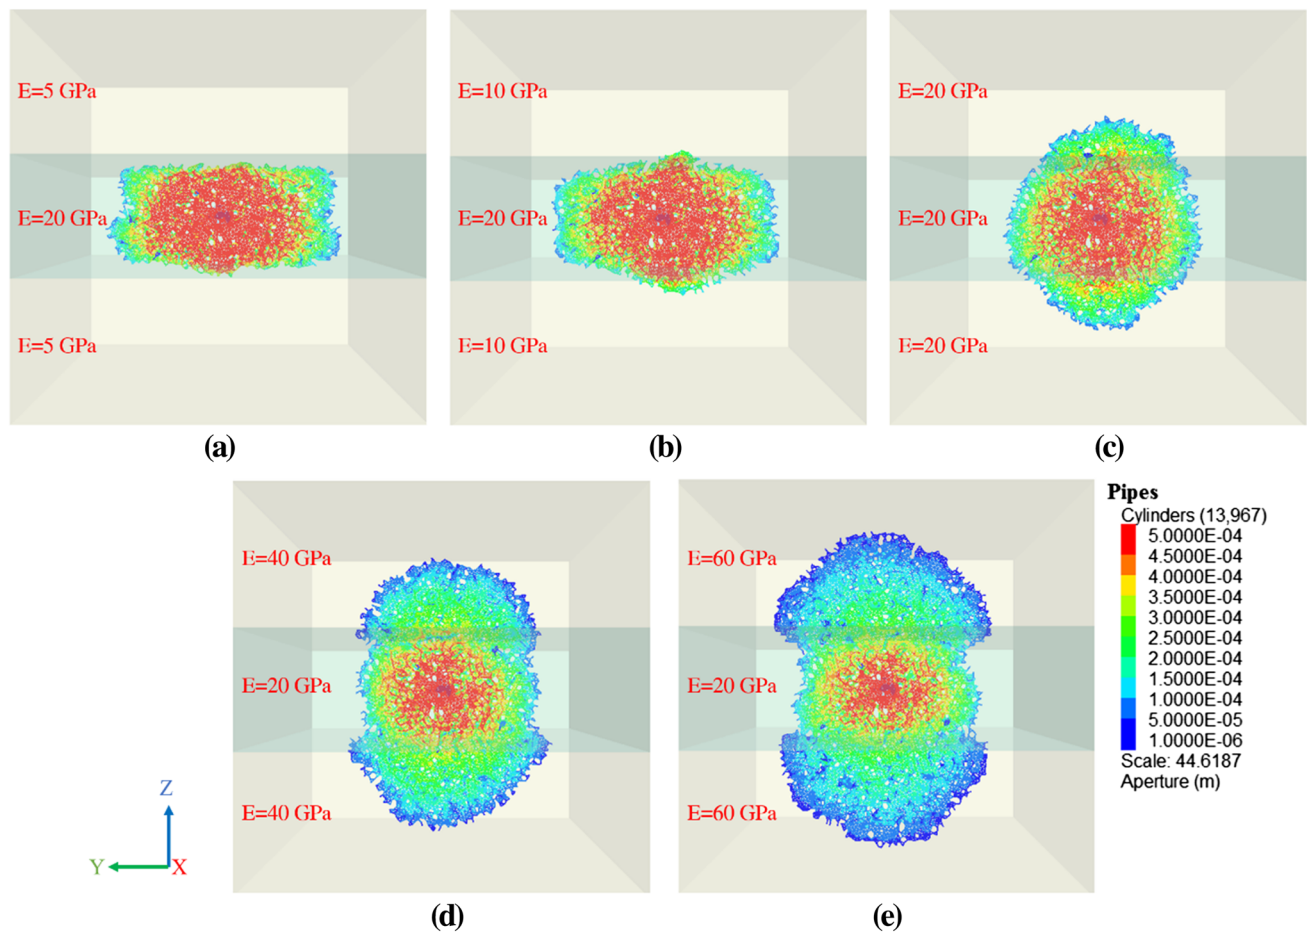 E=5 GPa
E=20 GPa
E=5 GPa
(a)
E=10 GPa
E=20 GPa
E=10 GPa
(b)
E=20 GPa
E=20 GPa
E=20 GPa
(c)
E=40 GPa
E=20 GPa
E=40 GPa
(d)
E=60 GPa
E=20 GPa
E=60 GPa
(e)
Pipes
Cylinders (13,967)
5.0000E-04
4.5000E-04
4.0000E-04
3.5000E-04
3.0000E-04
2.5000E-04
2.0000E-04
1.5000E-04
1.0000E-04
5.0000E-05
1.0000E-06
Scale: 44.6187
Aperture (m)
Z
Y
X